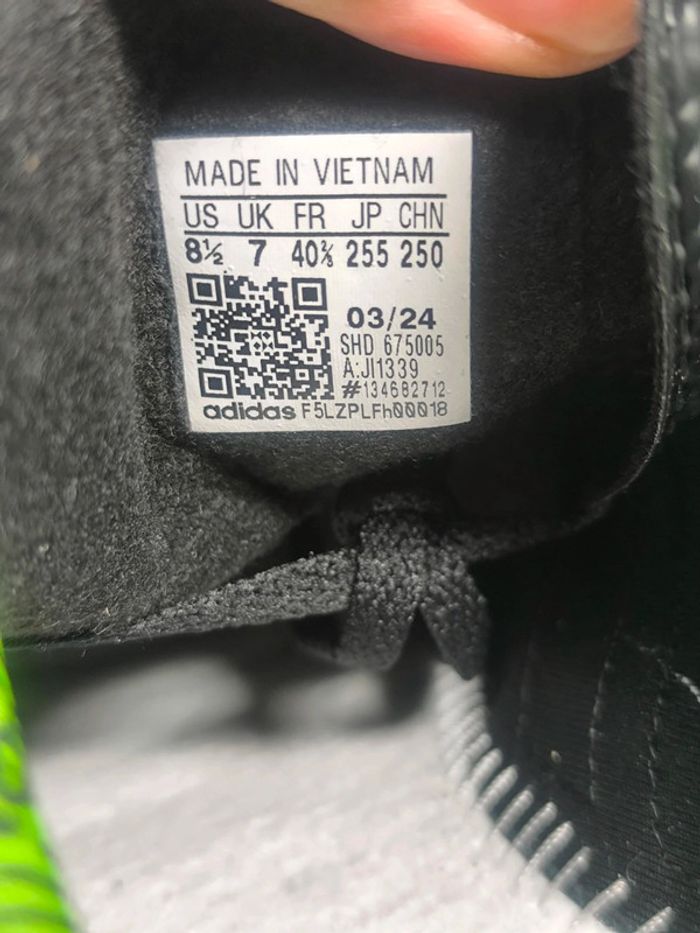 MADE IN VIETNAM
US UK FR JP CHN
8½ 7 40⅔ 255 250
03/24
SHD 675005
A:JI1339
#134682712
adidas F5LZPLFh00018